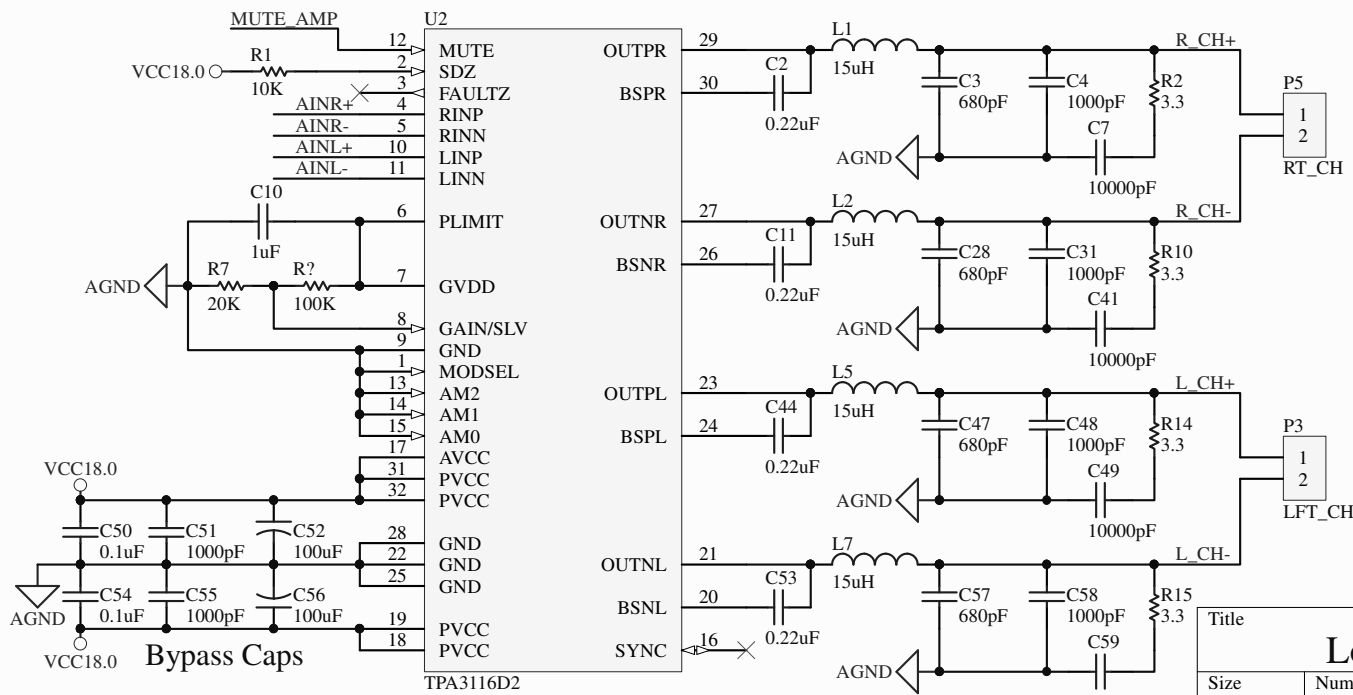 MUTE_AMP
U2
12 MUTE
VCC18.0
R1
10K
2 SDZ
3 FAULTZ
AINR+ 4 RINP
AINR- 5 RINN
AINL+ 10 LINP
AINL- 11 LINN
C10
1uF
6 PLIMIT
AGND
R7
20K
R?
100K
7 GVDD
8 GAIN/SLV
9 GND
1 MODSEL
13 AM2
14 AM1
15 AM0
17 AVCC
31 PVCC
32 PVCC
VCC18.0
C50
0.1uF
C51
1000pF
C52
100uF
28 GND
22 GND
25 GND
AGND
C54
0.1uF
C55
1000pF
C56
100uF
19 PVCC
18 PVCC
VCC18.0
Bypass Caps
TPA3116D2
OUTPR 29
BSPR 30
C2
0.22uF
L1
15uH
C3
680pF
C4
1000pF
R2
3.3
C7
10000pF
AGND
R_CH+
P5
1
2
RT_CH
OUTNR 27
BSNR 26
C11
0.22uF
L2
15uH
C28
680pF
C31
1000pF
R10
3.3
C41
10000pF
AGND
R_CH-
OUTPL 23
BSPL 24
C44
0.22uF
L5
15uH
C47
680pF
C48
1000pF
R14
3.3
C49
10000pF
AGND
L_CH+
P3
1
2
LFT_CH
OUTNL 21
BSNL 20
C53
0.22uF
L7
15uH
C57
680pF
C58
1000pF
R15
3.3
C59
AGND
L_CH-
SYNC 16
Title
Size